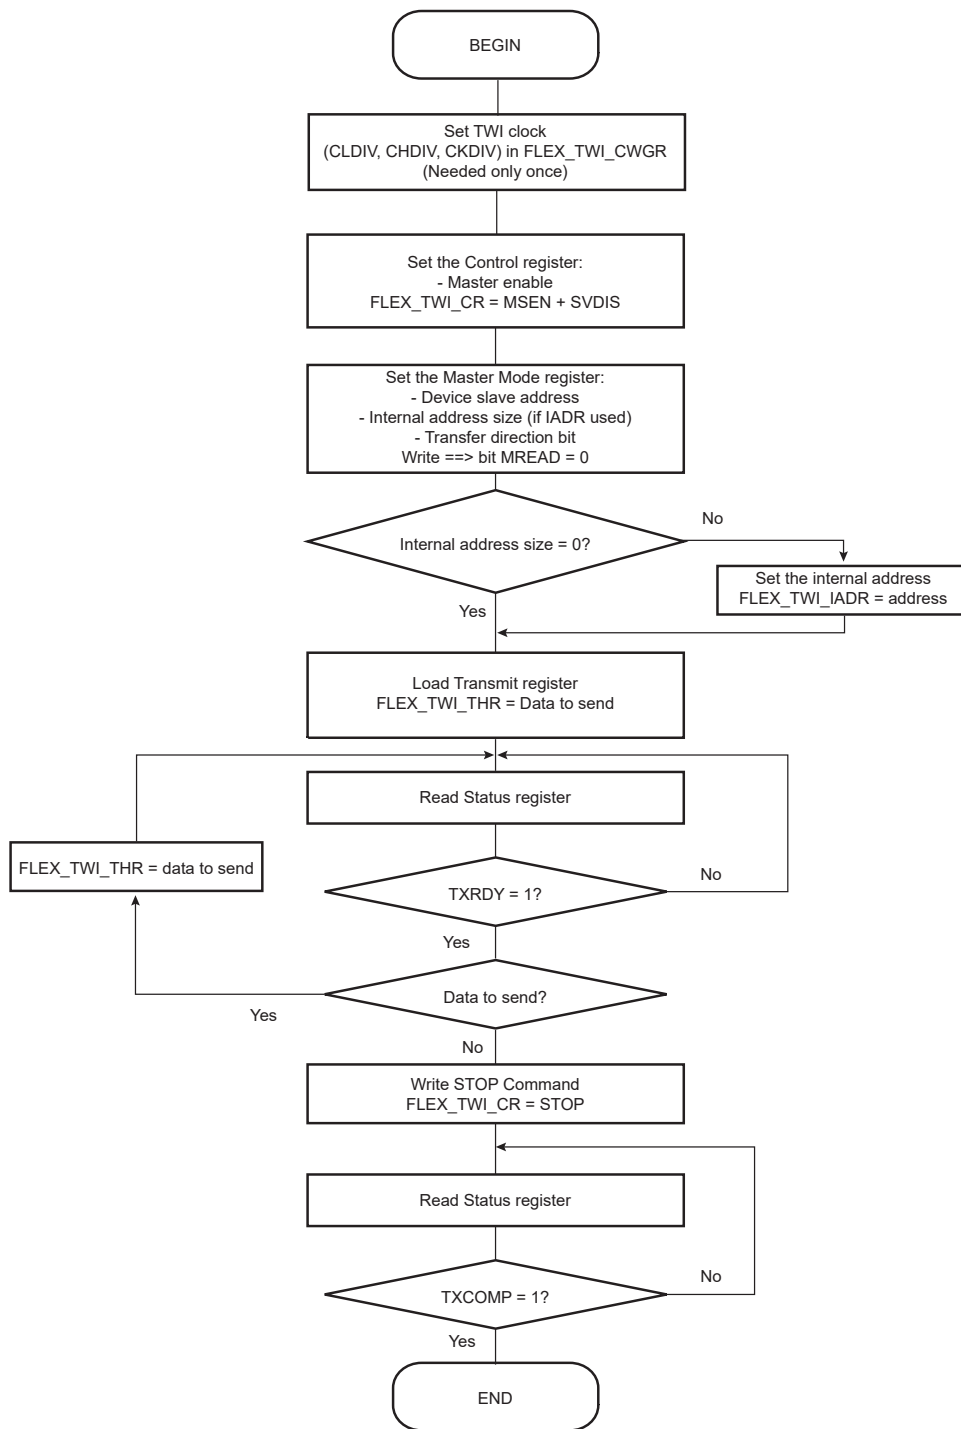 BEGIN
Set TWI clock
(CLDIV, CHDIV, CKDIV) in FLEX_TWI_CWGR
(Needed only once)
Set the Control register:
- Master enable
FLEX_TWI_CR = MSEN + SVDIS
Set the Master Mode register:
- Device slave address
- Internal address size (if IADR used)
- Transfer direction bit
Write ==> bit MREAD = 0
No
Internal address size = 0?
Set the internal address
FLEX_TWI_IADR = address
Yes
Load Transmit register
FLEX_TWI_THR = Data to send
Read Status register
FLEX_TWI_THR = data to send
No
TXRDY = 1?
Yes
Data to send?
Yes
No
Write STOP Command
FLEX_TWI_CR = STOP
Read Status register
No
TXCOMP = 1?
Yes
END